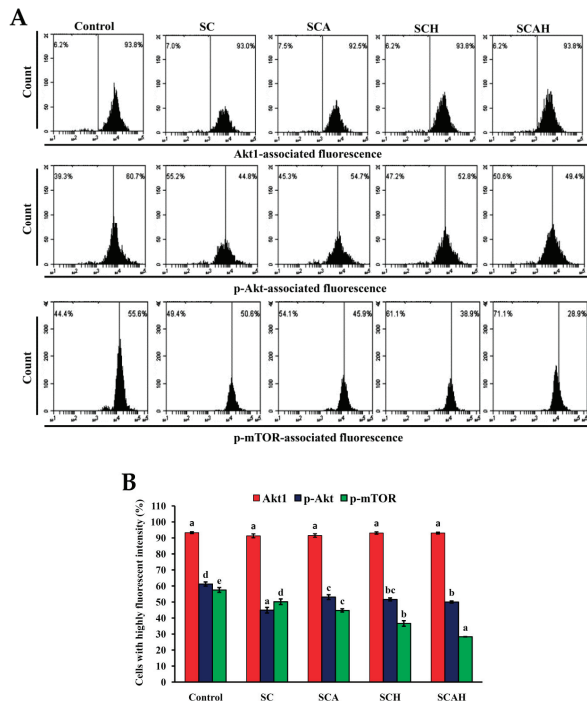 A
Control SC SCA SCH SCAH
6.2% 93.8% 7.0% 93.0% 7.5% 92.5% 6.2% 93.8% 6.2% 93.8%
Count
Akt1-associated fluorescence
39.3% 60.7% 55.2% 44.8% 45.3% 54.7% 47.2% 52.8% 50.6% 49.4%
p-Akt-associated fluorescence
44.4% 55.6% 49.4% 50.6% 54.1% 45.9% 61.1% 38.9% 71.1% 28.9%
Count
p-mTOR-associated fluorescence
B
Akt1 p-Akt p-mTOR
Cells with highly fluorescent intensity (%)
110
100
90
80
70
60
50
40
30
20
10
0
a d e a a d a c c a bc b a b a
Control SC SCA SCH SCAH